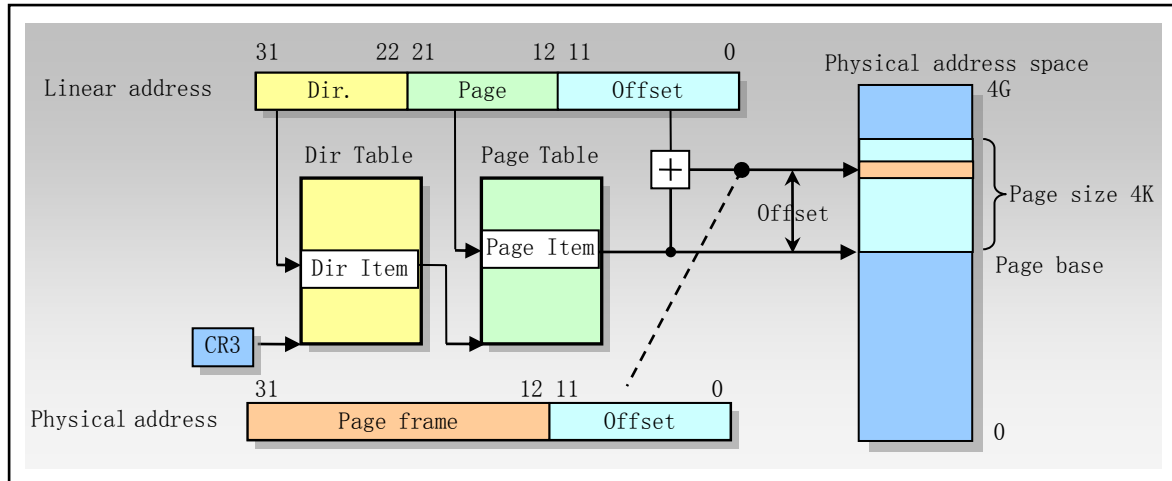 31 22 21 12 11 0
Linear address Dir. Page Offset
Physical address space
4G
Dir Table Page Table
+
Page size 4K
Offset
Page Item
Dir Item
Page base
CR3
31 12 11 0
Physical address Page frame Offset
0